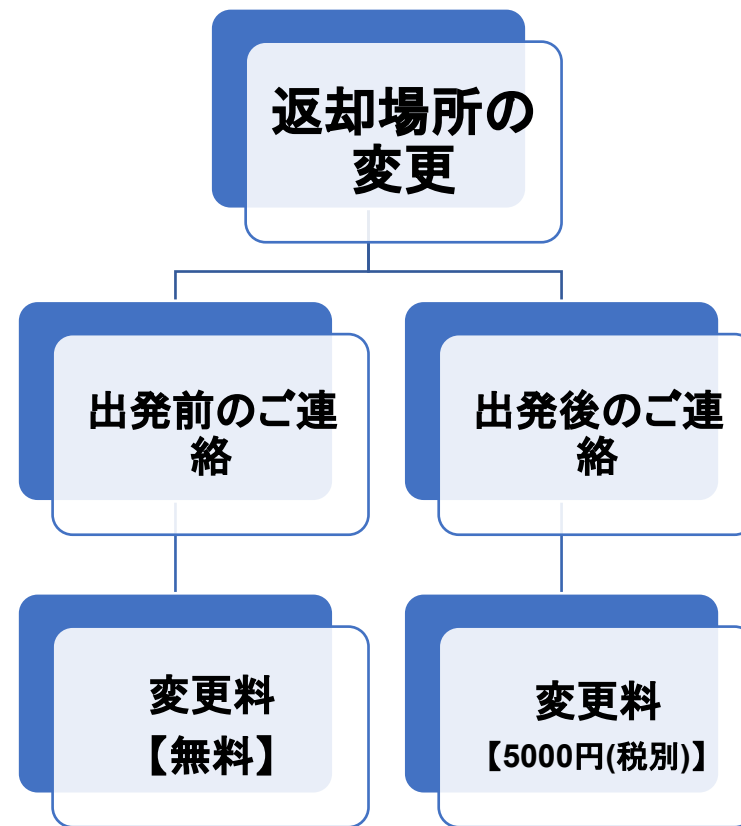 返却場所の
変更
出発前のご連
絡
出発後のご連
絡
変更料
【無料】
変更料
【5000円(税別)】